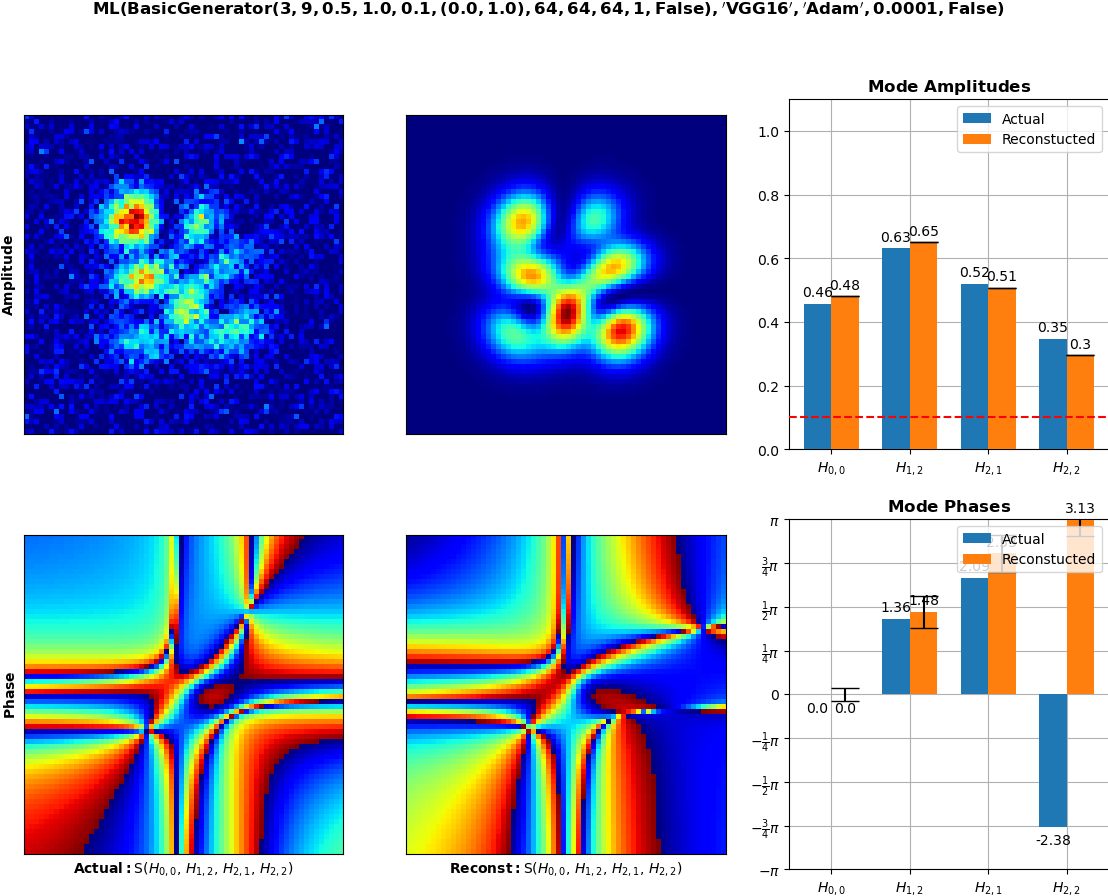 ML(BasicGenerator(3, 9, 0.5, 1.0, 0.1, (0.0, 1.0), 64, 64, 64, 1, False), ′VGG16′, ′Adam′, 0.0001, False)
Amplitude
Mode Amplitudes
Actual
Reconstucted
1.0
0.8
0.6
0.4
0.2
0.0
0.46
0.48
0.63
0.65
0.52
0.51
0.35
0.3
H0,0
H1,2
H2,1
H2,2
Phase
Mode Phases
Actual
Reconstucted
π
3/4π
1/2π
1/4π
0
−1/4π
−1/2π
−3/4π
−π
0.0
0.0
1.36
1.48
2.09
-2.38
3.13
H0,0
H1,2
H2,1
H2,2
Actual: S(H0,0, H1,2, H2,1, H2,2)
Reconst: S(H0,0, H1,2, H2,1, H2,2)